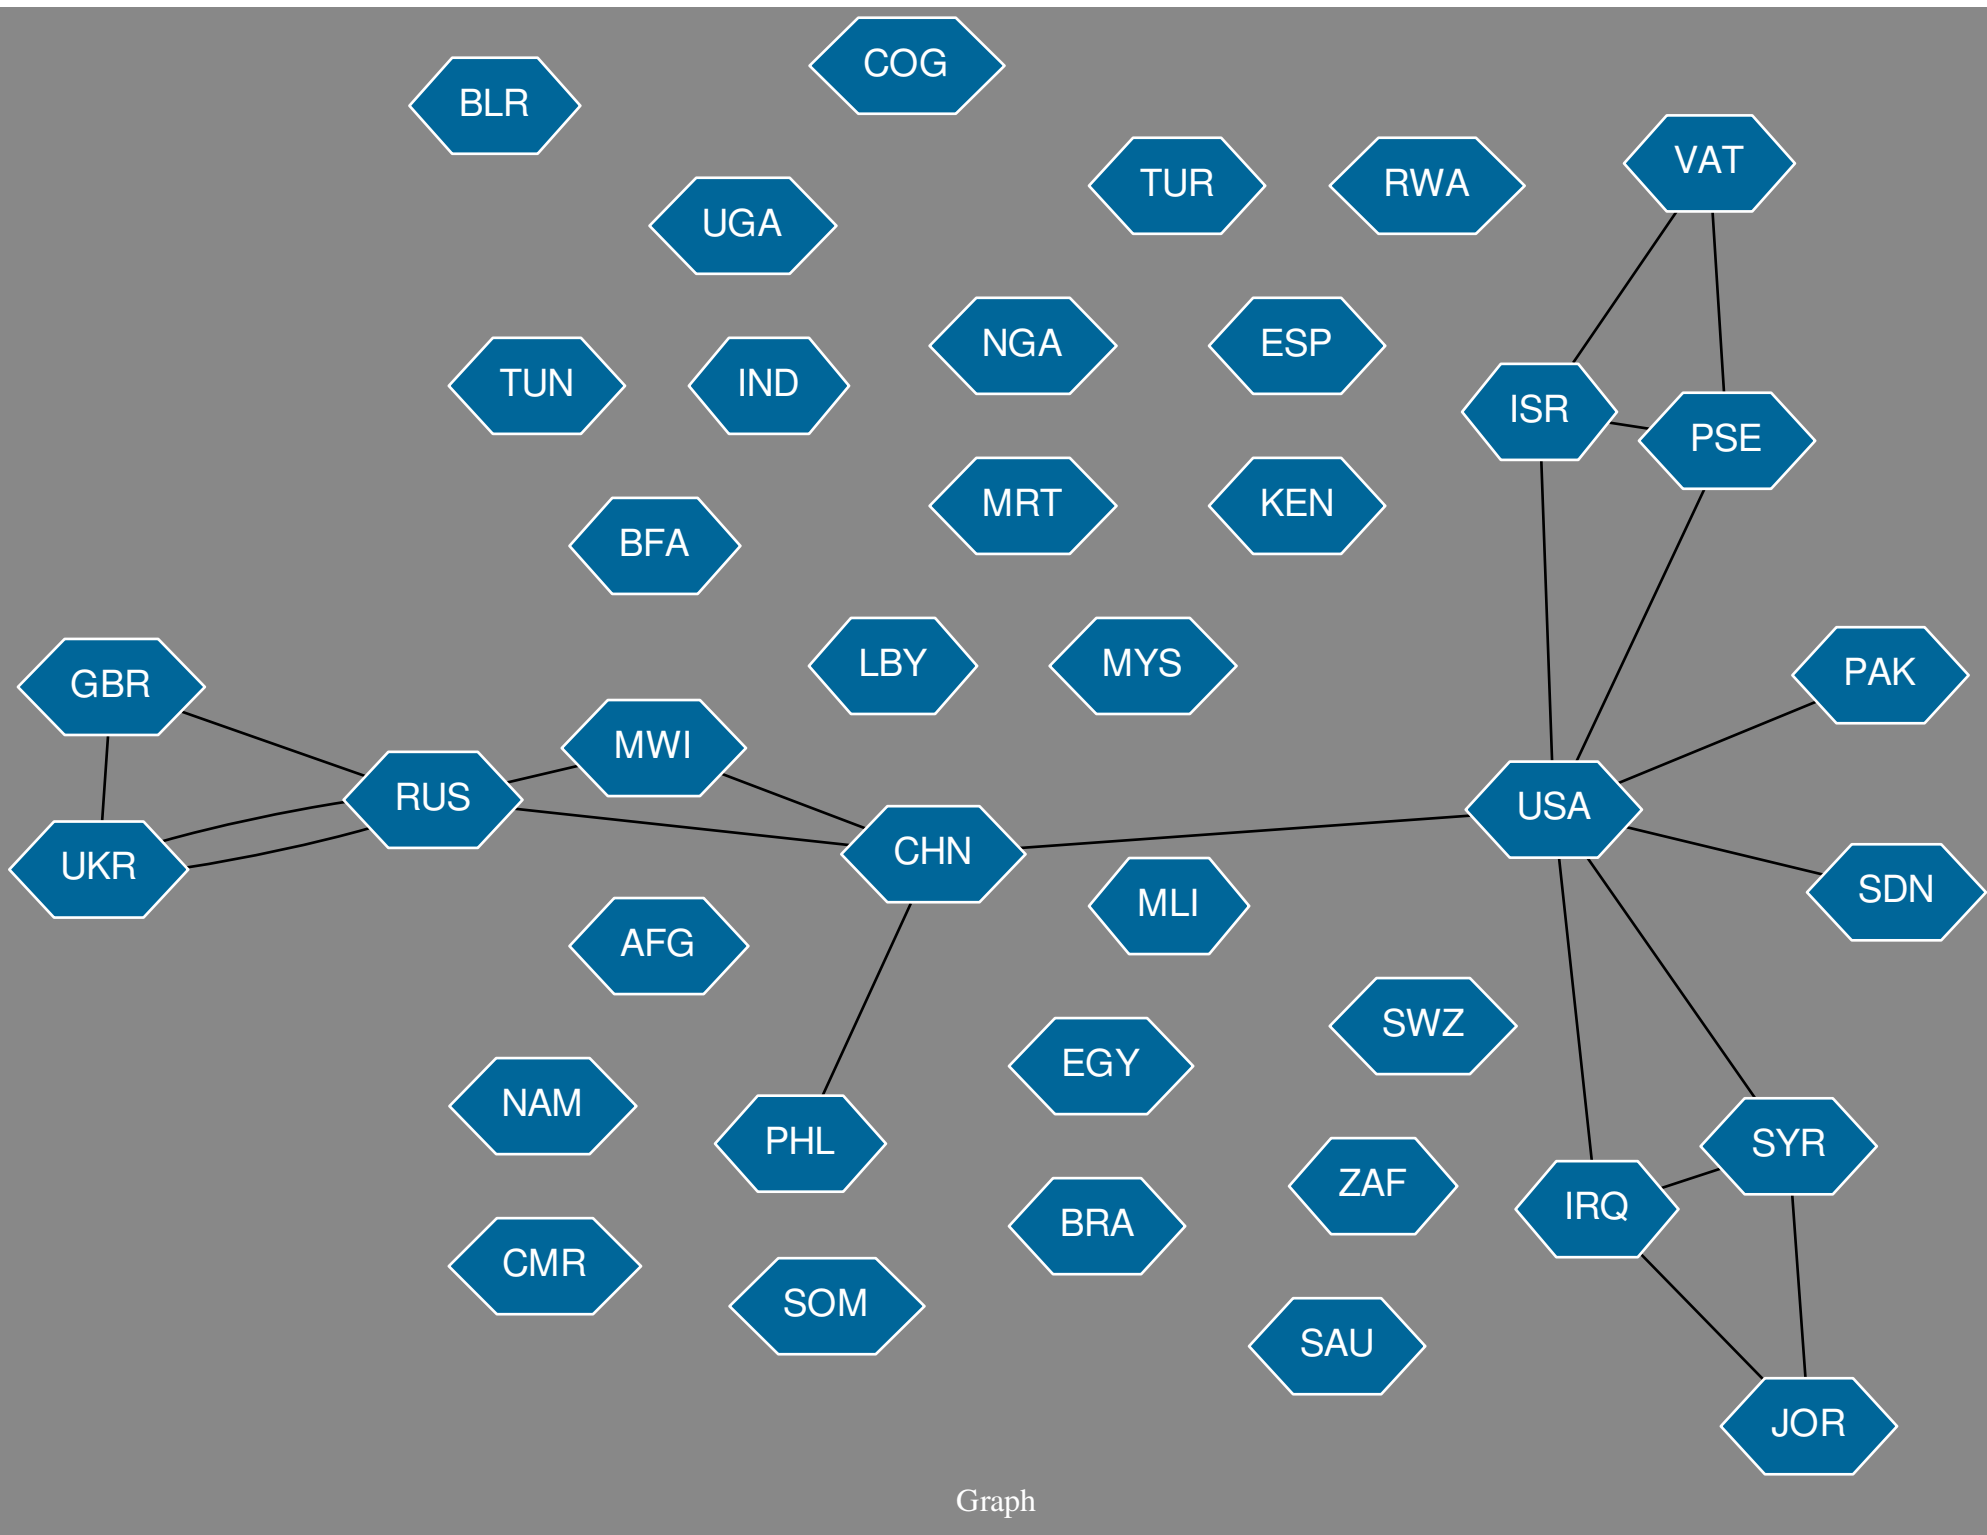 COG
BLR
VAT
TUR
RWA
UGA
NGA
ESP
TUN
IND
ISR
PSE
MRT
KEN
BFA
LBY
MYS
PAK
GBR
MWI
RUS
USA
CHN
UKR
SDN
MLI
AFG
SWZ
EGY
NAM
PHL
SYR
ZAF
IRQ
BRA
CMR
SOM
SAU
JOR
Graph